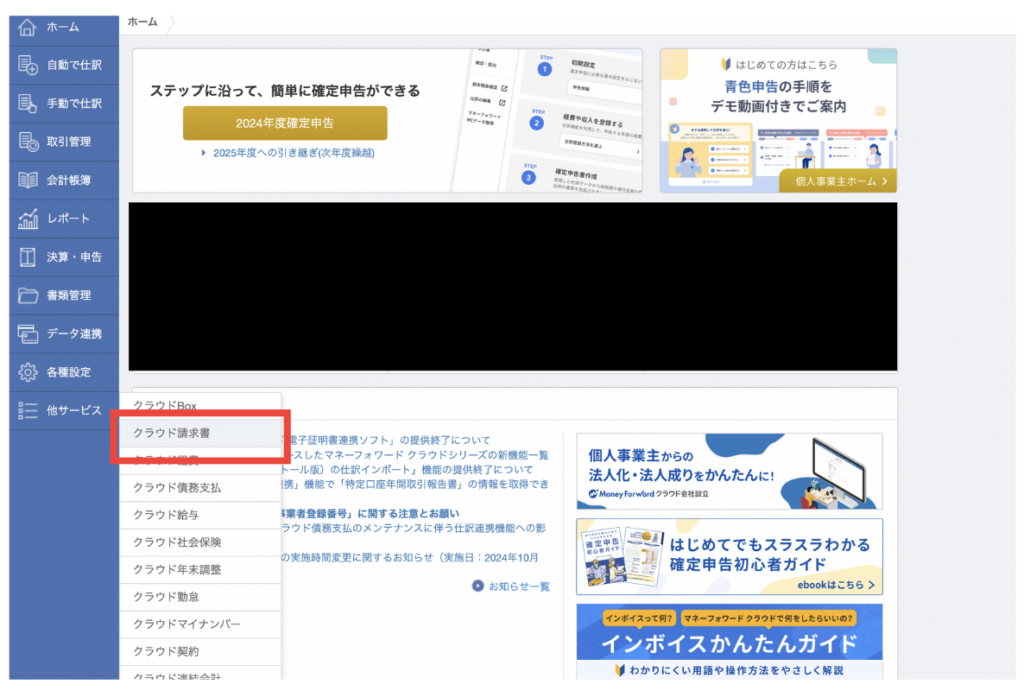 ホーム
自動で仕訳
手動で仕訳
取引管理
会計帳簿
レポート
決算・申告
書類管理
データ連携
各種設定
他サービス
ホーム
ステップに沿って、簡単に確定申告ができる
2024年度確定申告
2025年度への引き継ぎ(次年度繰越)
STEP
1
初期設定
STEP
2
経費や収入を登録する
STEP
3
確定申告書作成
はじめての方はこちら
青色申告の手順を
デモ動画付きでご案内
個人事業主ホーム
クラウドBox
クラウド請求書
クラウド経費
クラウド債務支払
クラウド給与
クラウド社会保険
クラウド年末調整
クラウド勤怠
クラウドマイナンバー
クラウド契約
クラウド連結会計
電子証明書連携ソフト」の提供終了について
ースしたマネーフォワード クラウドシリーズの新機能一覧
トール版）の仕訳インポート」機能の提供終了について
携」機能で「特定口座年間取引報告書」の情報を取得でき
事業者登録番号」に関する注意とお願い
ラウド債務支払のメンテナンスに伴う仕訳連携機能への影
の実施時間変更に関するお知らせ（実施日：2024年10月
お知らせ一覧
個人事業主からの
法人化・法人成りをかんたんに!
Money Forward クラウド会社設立
確定申告
初心者ガイド
はじめてでもスラスラわかる
確定申告初心者ガイド
ebookはこちら
インボイスって何? マネーフォワード クラウドで何をしたらいいの?
インボイスかんたんガイド
わかりにくい用語や操作方法をやさしく解説